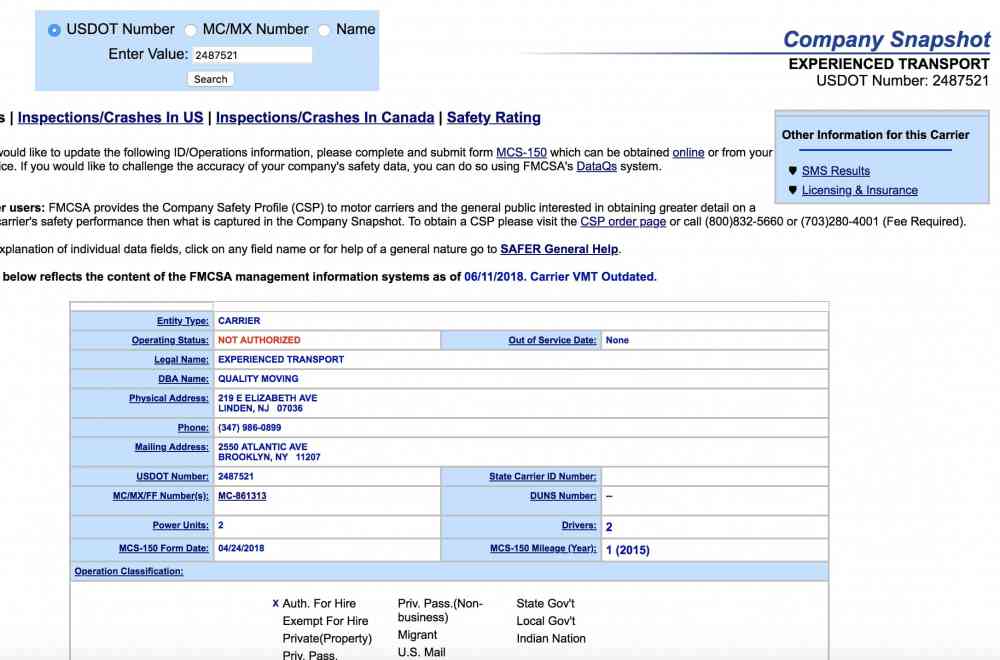 USDOT Number MC/MX Number Name
Enter Value: 2487521
Search
Company Snapshot
EXPERIENCED TRANSPORT
USDOT Number: 2487521
s | Inspections/Crashes In US | Inspections/Crashes In Canada | Safety Rating
Other Information for this Carrier
SMS Results
Licensing & Insurance
would like to update the following ID/Operations information, please complete and submit form MCS-150 which can be obtained online or from your
ice. If you would like to challenge the accuracy of your company's safety data, you can do so using FMCSA's DataQs system.
er users: FMCSA provides the Company Safety Profile (CSP) to motor carriers and the general public interested in obtaining greater detail on a
carrier's safety performance then what is captured in the Company Snapshot. To obtain a CSP please visit the CSP order page or call (800)832-5660 or (703)280-4001 (Fee Required).
explanation of individual data fields, click on any field name or for help of a general nature go to SAFER General Help.
below reflects the content of the FMCSA management information systems as of 06/11/2018. Carrier VMT Outdated.
Entity Type: CARRIER
Operating Status: NOT AUTHORIZED Out of Service Date: None
Legal Name: EXPERIENCED TRANSPORT
DBA Name: QUALITY MOVING
Physical Address: 219 E ELIZABETH AVE
LINDEN, NJ 07036
Phone: (347) 986-0899
Mailing Address: 2550 ATLANTIC AVE
BROOKLYN, NY 11207
USDOT Number: 2487521 State Carrier ID Number:
MC/MX/FF Number(s): MC-861313 DUNS Number: --
Power Units: 2 Drivers: 2
MCS-150 Form Date: 04/24/2018 MCS-150 Mileage (Year): 1 (2015)
Operation Classification:
X Auth. For Hire
Exempt For Hire
Private(Property)
Priv. Pass.
Priv. Pass.(Non-
business)
Migrant
U.S. Mail
State Gov't
Local Gov't
Indian Nation